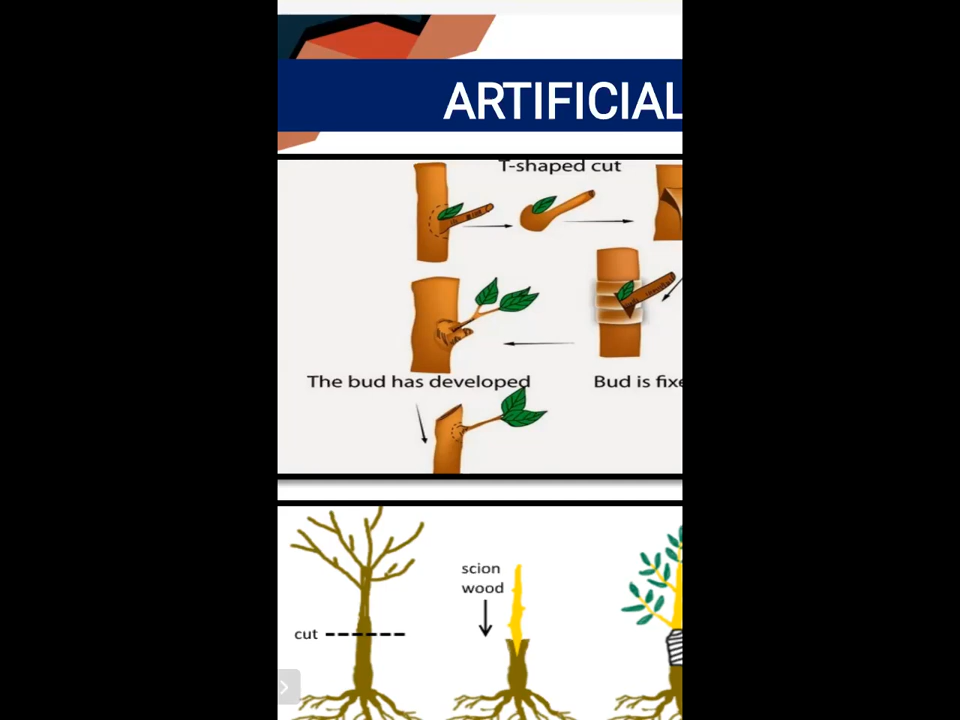 ARTIFICIAL
T-shaped cut
The bud has developed
Bud is fixe
scion
wood
cut